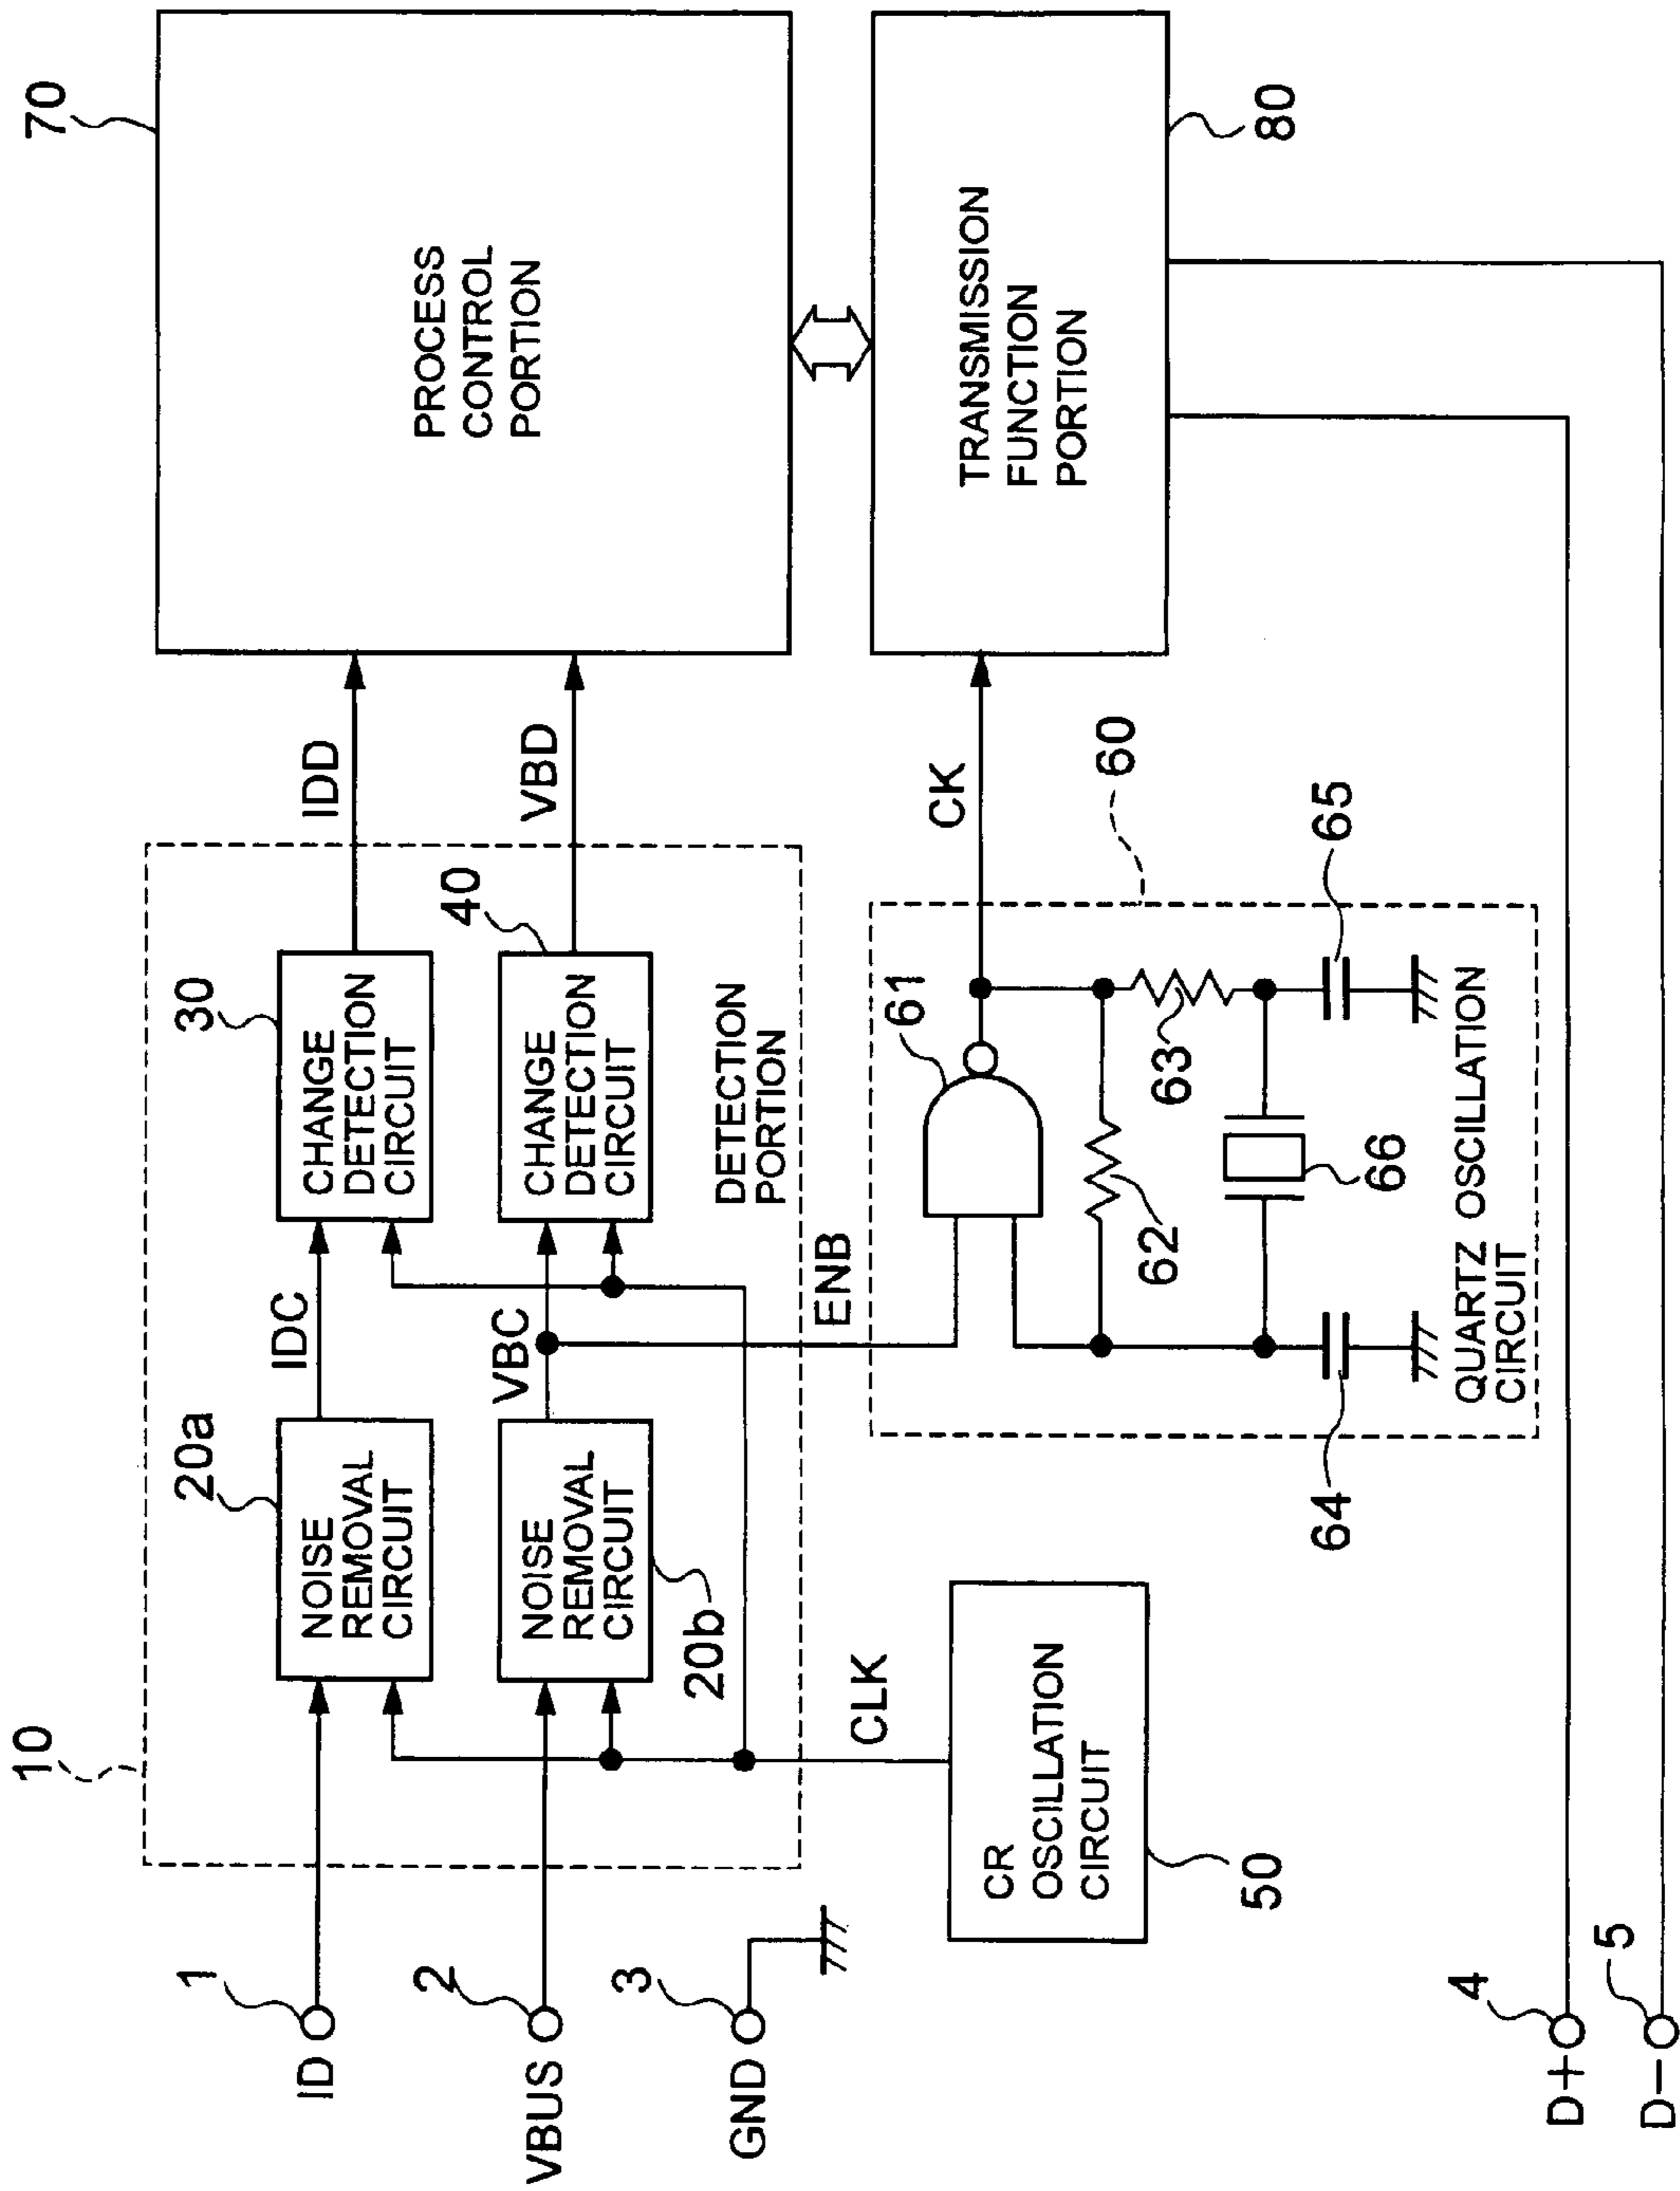 10
1
ID
2
VBUS
3
GND
4
D+
5
D−
20a
NOISE
REMOVAL
CIRCUIT
NOISE
REMOVAL
CIRCUIT
20b
IDC
VBC
30
CHANGE
DETECTION
CIRCUIT
40
CHANGE
DETECTION
CIRCUIT
DETECTION
PORTION
IDD
VBD
70
PROCESS
CONTROL
PORTION
CLK
CR
OSCILLATION
CIRCUIT
50
ENB
61
62
63
64
65
66
QUARTZ OSCILLATION
CIRCUIT
60
CK
TRANSMISSION
FUNCTION
PORTION
80